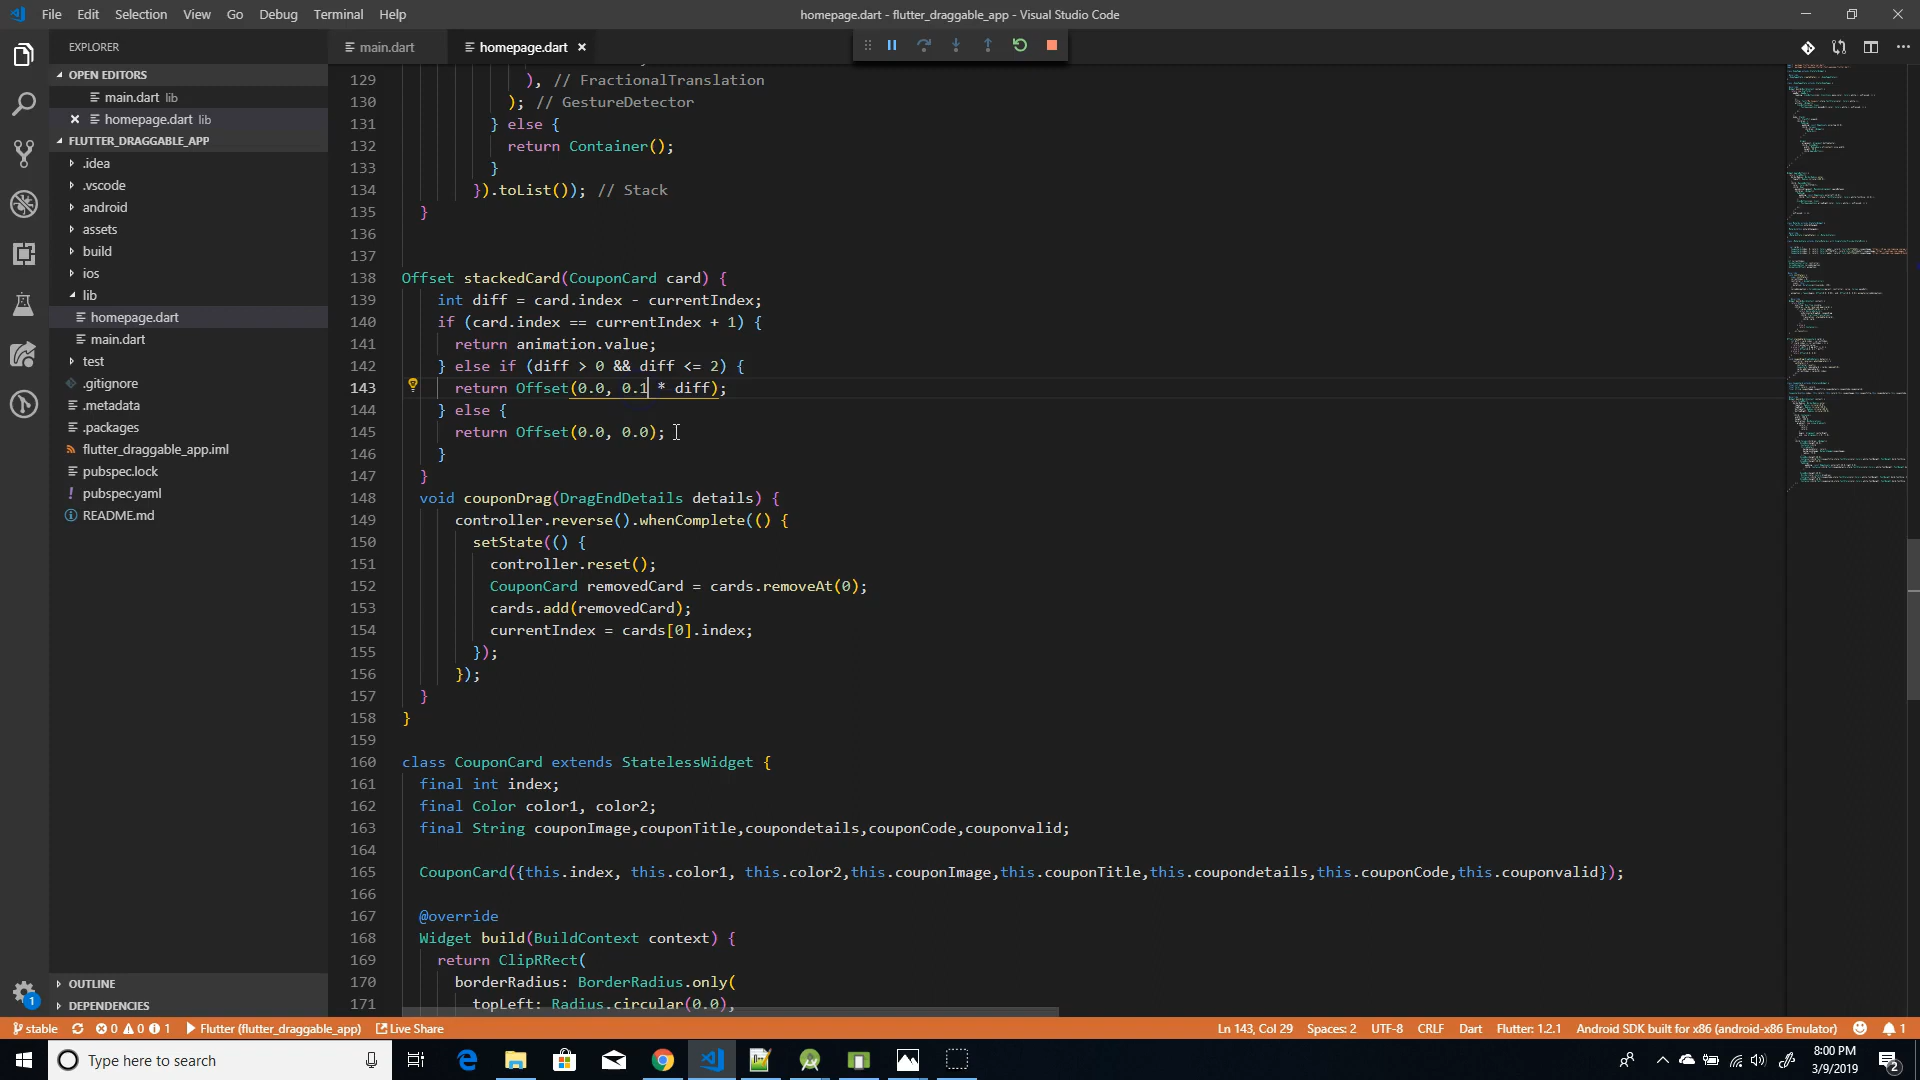 File Edit Selection View Go Debug Terminal Help
homepage.dart - flutter_draggable_app - Visual Studio Code
EXPLORER
main.dart
homepage.dart
OPEN EDITORS
main.dart lib
homepage.dart lib
FLUTTER_DRAGGABLE_APP
.idea
.vscode
android
assets
build
ios
lib
homepage.dart
main.dart
test
.gitignore
.metadata
.packages
flutter_draggable_app.iml
pubspec.lock
! pubspec.yaml
README.md
OUTLINE
DEPENDENCIES
129 ), // FractionalTranslation
130 ); // GestureDetector
131 } else {
132 return Container();
133 }
134 }).toList()); // Stack
135 }
136
137
138 Offset stackedCard(CouponCard card) {
139 int diff = card.index - currentIndex;
140 if (card.index == currentIndex + 1) {
141 return animation.value;
142 } else if (diff > 0 && diff <= 2) {
143 return Offset(0.0, 0.1 * diff);
144 } else {
145 return Offset(0.0, 0.0);
146 }
147 }
148 void couponDrag(DragEndDetails details) {
149 controller.reverse().whenComplete(() {
150 setState(() {
151 controller.reset();
152 CouponCard removedCard = cards.removeAt(0);
153 cards.add(removedCard);
154 currentIndex = cards[0].index;
155 });
156 });
157 }
158 }
159
160 class CouponCard extends StatelessWidget {
161 final int index;
162 final Color color1, color2;
163 final String couponImage,couponTitle,coupondetails,couponCode,couponvalid;
164
165 CouponCard({this.index, this.color1, this.color2,this.couponImage,this.couponTitle,this.coupondetails,this.couponCode,this.couponvalid});
166
167 @override
168 Widget build(BuildContext context) {
169 return ClipRRect(
170 borderRadius: BorderRadius.only(
171 topLeft: Radius.circular(0.0),
1
stable 0 0 1 Flutter (flutter_draggable_app) Live Share Ln 143, Col 29 Spaces: 2 UTF-8 CRLF Dart Flutter: 1.2.1 Android SDK built for x86 (android-x86 Emulator) 1
Type here to search
8:00 PM
3/9/2019
2